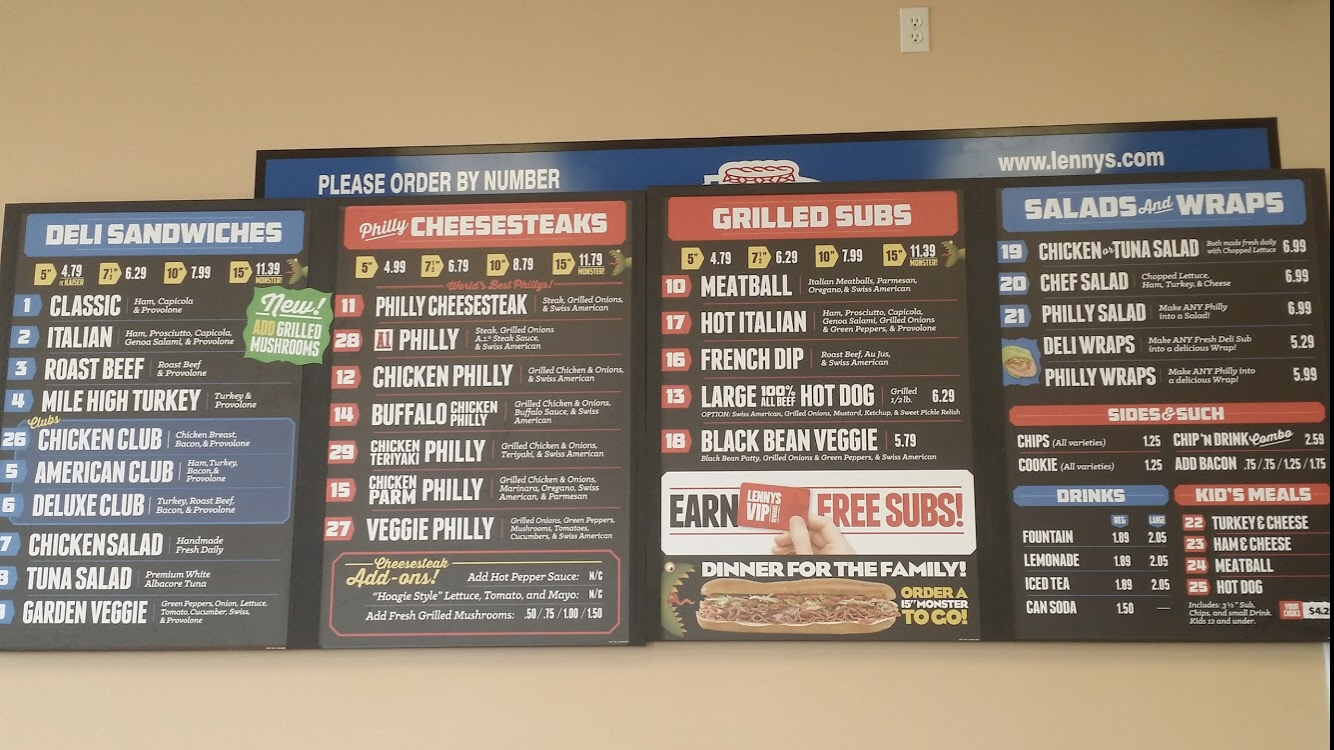 PLEASE ORDER BY NUMBER
www.lennys.com
DELI SANDWICHES
5" 4.79 7½" 6.29 10" 7.99 15" 11.39
MONSTER!
New!
ADD GRILLED
MUSHROOMS
1 CLASSIC Ham, Capicola
& Provolone
2 ITALIAN Ham, Prosciutto, Capicola,
Genoa Salami, & Provolone
3 ROAST BEEF Roast Beef
& Provolone
4 MILE HIGH TURKEY Turkey &
Provolone
Clubs
26 CHICKEN CLUB Chicken Breast,
Bacon, & Provolone
5 AMERICAN CLUB Ham, Turkey,
Bacon, &
Provolone
6 DELUXE CLUB Turkey, Roast Beef,
Bacon, & Provolone
7 CHICKEN SALAD Handmade
Fresh Daily
8 TUNA SALAD Premium White
Albacore Tuna
GARDEN VEGGIE Green Peppers, Onion, Lettuce,
Tomato, Cucumber, Swiss,
& Provolone
Philly CHEESESTEAKS
5" 4.99 7½" 6.79 10" 8.79 15" 11.79
MONSTER!
World's Best Phillys!
11 PHILLY CHEESESTEAK Steak, Grilled Onions,
& Swiss American
28 A.1 PHILLY Steak, Grilled Onions
A.1.® Steak Sauce,
& Swiss American
12 CHICKEN PHILLY Grilled Chicken & Onions,
& Swiss American
14 BUFFALO CHICKEN PHILLY Grilled Chicken & Onions,
Buffalo Sauce, & Swiss
American
29 CHICKEN TERIYAKI PHILLY Grilled Chicken & Onions,
Teriyaki, & Swiss American
15 CHICKEN PARM PHILLY Grilled Chicken & Onions,
Marinara, Oregano, Swiss
American, & Parmesan
27 VEGGIE PHILLY Grilled Onions, Green Peppers,
Mushrooms, Tomatoes,
Cucumbers, & Swiss American
Cheesesteak
Add-ons!
Add Hot Pepper Sauce: N/C
"Hoagie Style" Lettuce, Tomato, and Mayo: N/C
Add Fresh Grilled Mushrooms: .50 / .75 / 1.00 / 1.50
GRILLED SUBS
5" 4.79 7½" 6.29 10" 7.99 15" 11.39
MONSTER!
10 MEATBALL Italian Meatballs, Parmesan,
Oregano, & Swiss American
17 HOT ITALIAN Ham, Prosciutto, Capicola,
Genoa Salami, Grilled Onions
& Green Peppers, & Provolone
16 FRENCH DIP Roast Beef, Au Jus,
& Swiss American
13 LARGE 100% ALL BEEF HOT DOG Grilled
1/2 lb. 6.29
OPTION: Swiss American, Grilled Onions, Mustard, Ketchup, & Sweet Pickle Relish
18 BLACK BEAN VEGGIE 5.79
Black Bean Patty, Grilled Onions & Green Peppers, & Swiss American
EARN LENNYS VIP FREE SUBS!
DINNER FOR THE FAMILY!
ORDER A
15" MONSTER
TO GO!
SALADS And WRAPS
19 CHICKEN or TUNA SALAD Both made fresh daily
with Chopped Lettuce 6.99
20 CHEF SALAD Chopped Lettuce,
Ham, Turkey, & Cheese 6.99
21 PHILLY SALAD Make ANY Philly
into a Salad! 6.99
DELI WRAPS Make ANY Fresh Deli Sub
into a delicious Wrap! 5.29
PHILLY WRAPS Make ANY Philly into
a delicious Wrap! 5.99
SIDES & SUCH
CHIPS (All varieties) 1.25
CHIP 'N DRINK Combo 2.59
COOKIE (All varieties) 1.25
ADD BACON .75 / .75 / 1.25 / 1.75
DRINKS
REG LARGE
FOUNTAIN 1.89 2.05
LEMONADE 1.89 2.05
ICED TEA 1.89 2.05
CAN SODA 1.50 —
KID'S MEALS
22 TURKEY & CHEESE
23 HAM & CHEESE
24 MEATBALL
25 HOT DOG
Includes: 3½" Sub,
Chips, and small Drink.
Kids 12 and under.
YOUR
CHOICE